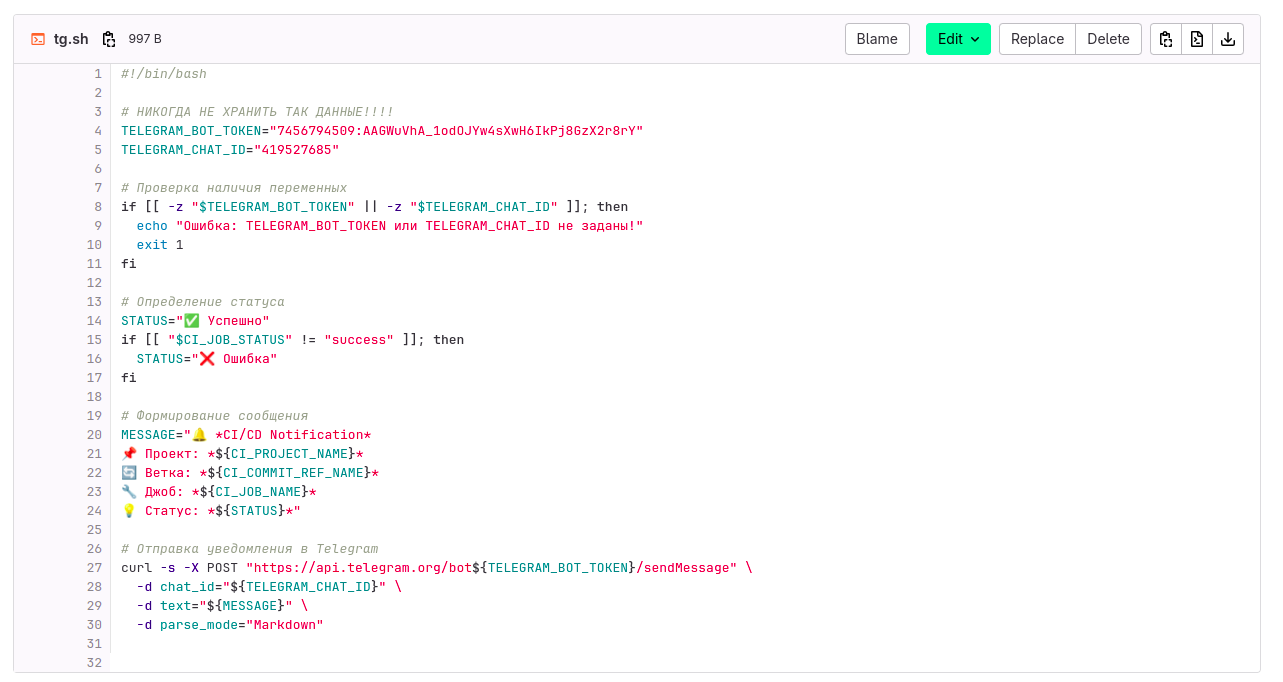 tg.sh 997 B Blame Edit Replace Delete
1 #!/bin/bash
2
3 # НИКОГДА НЕ ХРАНИТЬ ТАК ДАННЫЕ!!!!
4 TELEGRAM_BOT_TOKEN="7456794509:AAGWuVhA_1odOJYw4sXwH6IkPj8GzX2r8rY"
5 TELEGRAM_CHAT_ID="419527685"
6
7 # Проверка наличия переменных
8 if [[ -z "$TELEGRAM_BOT_TOKEN" || -z "$TELEGRAM_CHAT_ID" ]]; then
9   echo "Ошибка: TELEGRAM_BOT_TOKEN или TELEGRAM_CHAT_ID не заданы!"
10   exit 1
11 fi
12
13 # Определение статуса
14 STATUS="✅ Успешно"
15 if [[ "$CI_JOB_STATUS" != "success" ]]; then
16   STATUS="❌ Ошибка"
17 fi
18
19 # Формирование сообщения
20 MESSAGE="🔔 *CI/CD Notification*
21 📌 Проект: *${CI_PROJECT_NAME}*
22 🔄 Ветка: *${CI_COMMIT_REF_NAME}*
23 🔧 Джоб: *${CI_JOB_NAME}*
24 💡 Статус: *${STATUS}*"
25
26 # Отправка уведомления в Telegram
27 curl -s -X POST "https://api.telegram.org/bot${TELEGRAM_BOT_TOKEN}/sendMessage" \
28   -d chat_id="${TELEGRAM_CHAT_ID}" \
29   -d text="${MESSAGE}" \
30   -d parse_mode="Markdown"
31
32